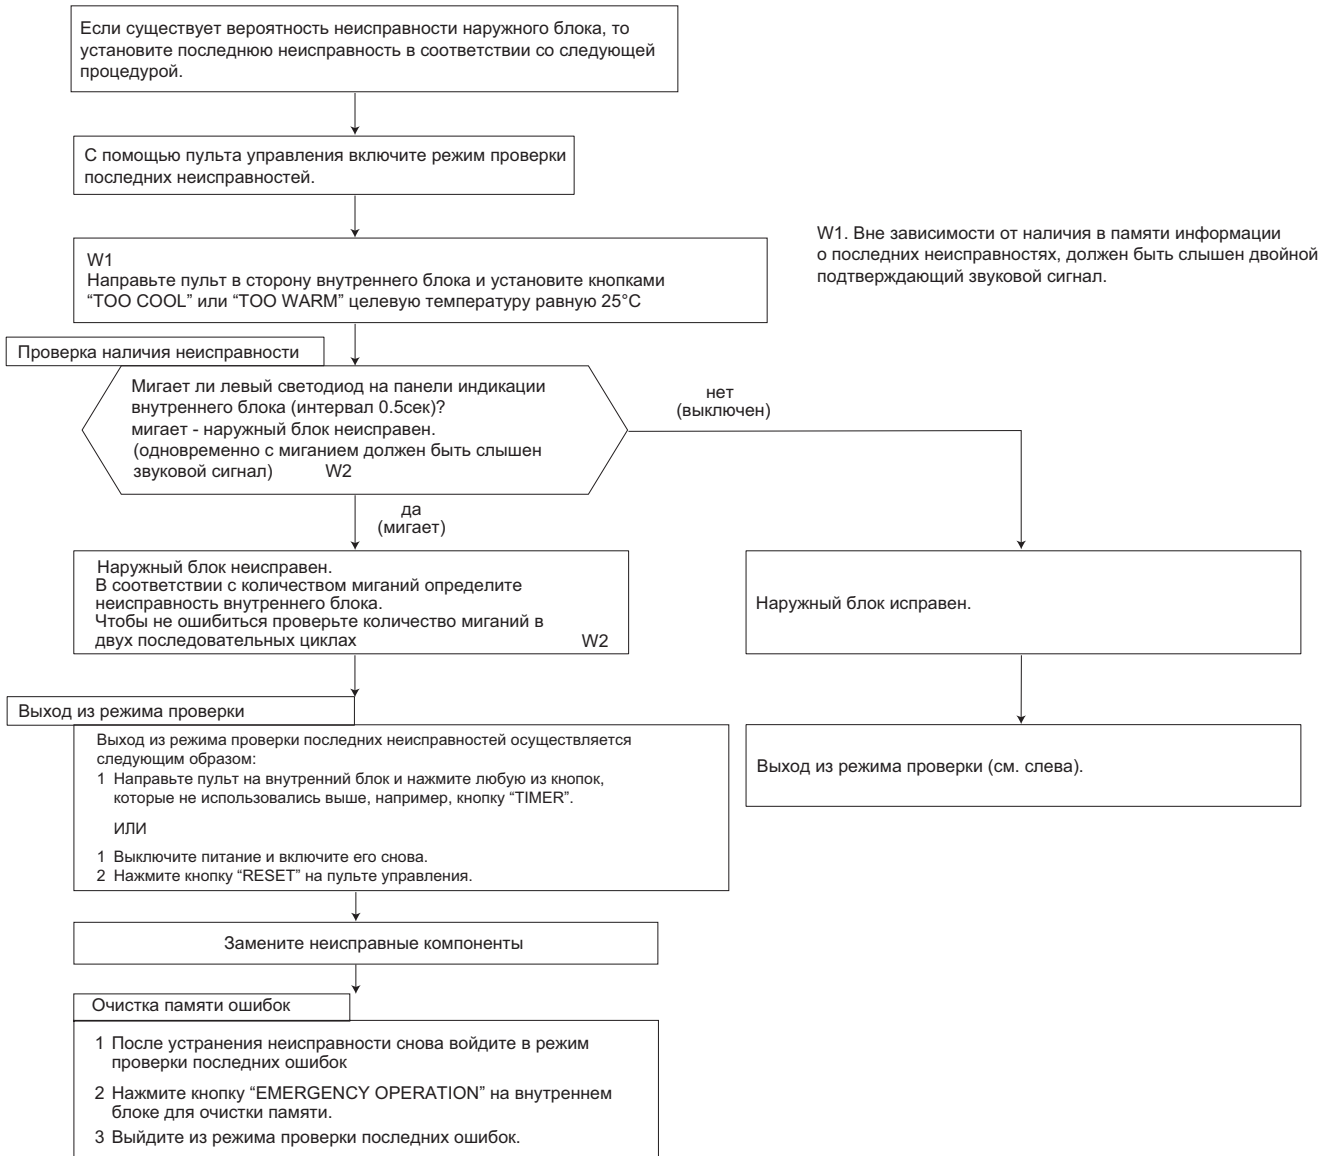 Если существует вероятность неисправности наружного блока, то
установите последнюю неисправность в соответствии со следующей
процедурой.
С помощью пульта управления включите режим проверки
последних неисправностей.
W1
Направьте пульт в сторону внутреннего блока и установите кнопками
“TOO COOL” или “TOO WARM” целевую температуру равную 25°C
W1. Вне зависимости от наличия в памяти информации
о последних неисправностях, должен быть слышен двойной
подтверждающий звуковой сигнал.
Проверка наличия неисправности
Мигает ли левый светодиод на панели индикации
внутреннего блока (интервал 0.5сек)?
мигает - наружный блок неисправен.
(одновременно с миганием должен быть слышен
звуковой сигнал) W2
нет
(выключен)
да
(мигает)
Наружный блок неисправен.
В соответствии с количеством миганий определите
неисправность внутреннего блока.
Чтобы не ошибиться проверьте количество миганий в
двух последовательных циклах W2
Наружный блок исправен.
Выход из режима проверки
Выход из режима проверки последних неисправностей осуществляется
следующим образом:
1 Направьте пульт на внутренний блок и нажмите любую из кнопок,
которые не использовались выше, например, кнопку “TIMER”.
ИЛИ
1 Выключите питание и включите его снова.
2 Нажмите кнопку “RESET” на пульте управления.
Выход из режима проверки (см. слева).
Замените неисправные компоненты
Очистка памяти ошибок
1 После устранения неисправности снова войдите в режим
проверки последних ошибок
2 Нажмите кнопку “EMERGENCY OPERATION” на внутреннем
блоке для очистки памяти.
3 Выйдите из режима проверки последних ошибок.